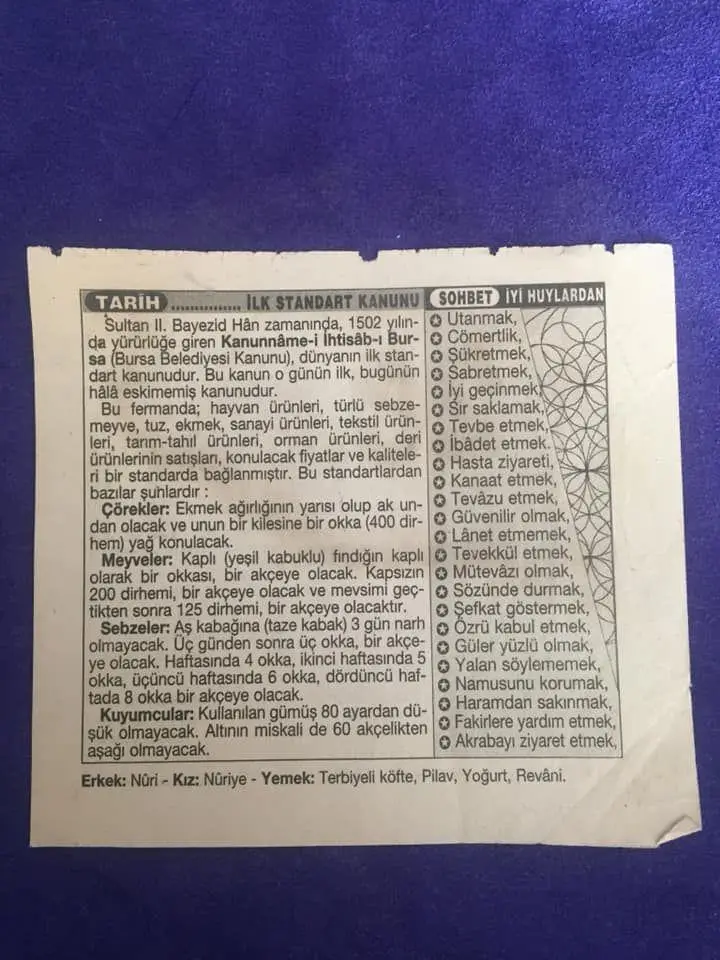 TARİH ............... İLK STANDART KANUNU
Sultan II. Bayezid Hân zamanında, 1502 yılın-
da yürürlüğe giren Kanunnâme-i İhtisâb-ı Bur-
sa (Bursa Belediyesi Kanunu), dünyanın ilk stan-
dart kanunudur. Bu kanun o günün ilk, bugünün
hâlâ eskimemiş kanunudur.
Bu fermanda; hayvan ürünleri, türlü sebze-
meyve, tuz, ekmek, sanayi ürünleri, tekstil ürün-
leri, tarım-tahıl ürünleri, orman ürünleri, deri
ürünlerinin satışları, konulacak fiyatlar ve kalitele-
ri bir standarda bağlanmıştır. Bu standartlardan
bazılar şunlardır :
Çörekler: Ekmek ağırlığının yarısı olup ak un-
dan olacak ve unun bir kilesine bir okka (400 dir-
hem) yağ konulacak.
Meyveler: Kaplı (yeşil kabuklu) fındığın kaplı
olarak bir okkası, bir akçeye olacak. Kapsızın
200 dirhemi, bir akçeye olacak ve mevsimi geç-
tikten sonra 125 dirhemi, bir akçeye olacaktır.
Sebzeler: Aş kabağına (taze kabak) 3 gün narh
olmayacak. Üç günden sonra üç okka, bir akçe-
ye olacak. Haftasında 4 okka, ikinci haftasında 5
okka, üçüncü haftasında 6 okka, dördüncü haf-
tada 8 okka bir akçeye olacak.
Kuyumcular: Kullanılan gümüş 80 ayardan dü-
şük olmayacak. Altının miskali de 60 akçelikten
aşağı olmayacak.
SOHBET İYİ HUYLARDAN
✪ Utanmak,
✪ Cömertlik,
✪ Şükretmek,
✪ Sabretmek,
✪ İyi geçinmek,
✪ Sır saklamak,
✪ Tevbe etmek,
✪ İbâdet etmek.
✪ Hasta ziyareti,
✪ Kanaat etmek,
✪ Tevâzu etmek,
✪ Güvenilir olmak,
✪ Lânet etmemek,
✪ Tevekkül etmek,
✪ Mütevâzı olmak,
✪ Sözünde durmak,
✪ Şefkat göstermek,
✪ Özrü kabul etmek,
✪ Güler yüzlü olmak,
✪ Yalan söylememek,
✪ Namusunu korumak,
✪ Haramdan sakınmak,
✪ Fakirlere yardım etmek,
✪ Akrabayı ziyaret etmek,
Erkek: Nûri - Kız: Nûriye - Yemek: Terbiyeli köfte, Pilav, Yoğurt, Revâni.